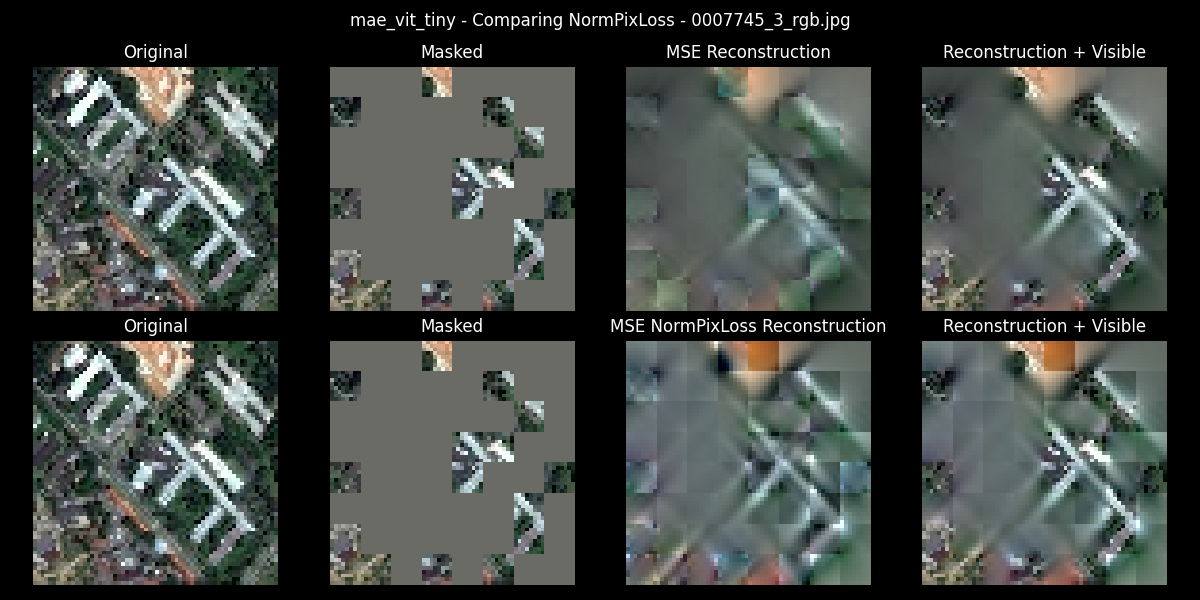 mae_vit_tiny - Comparing NormPixLoss - 0007745_3_rgb.jpg
Original
Masked
MSE Reconstruction
Reconstruction + Visible
Original
Masked
MSE NormPixLoss Reconstruction
Reconstruction + Visible